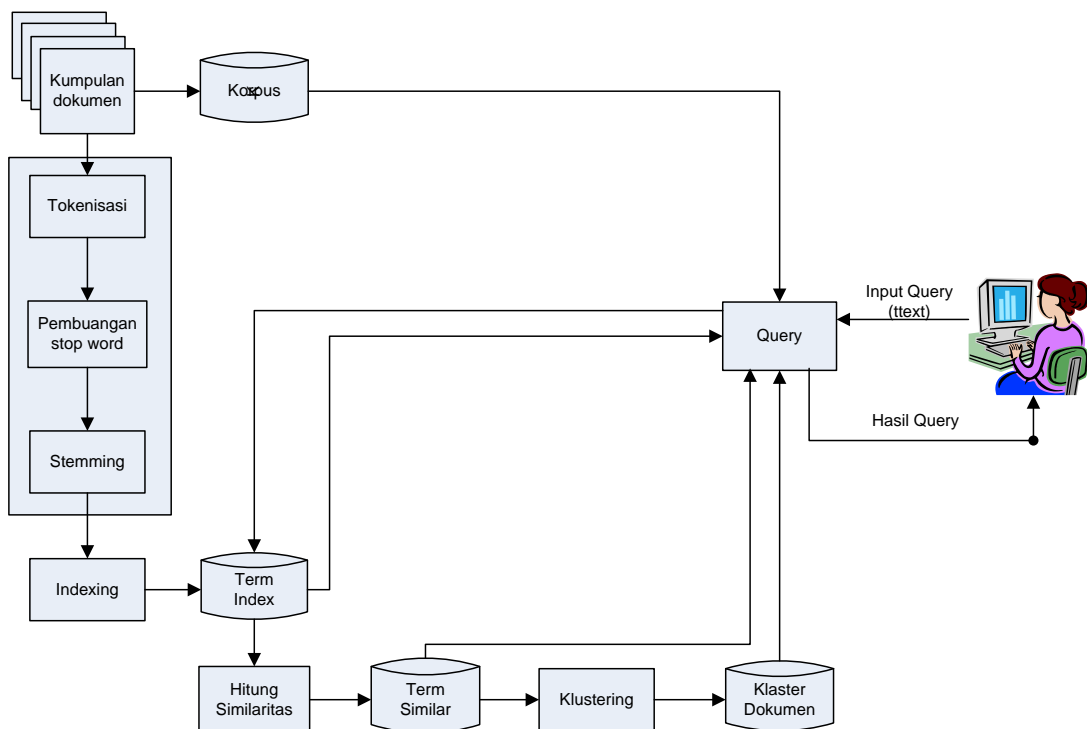 Kumpulan
dokumen
Korpus
Tokenisasi
Pembuangan
stop word
Stemming
Indexing
Term
Index
Hitung
Similaritas
Term
Similar
Klustering
Klaster
Dokumen
Query
Input Query
(ttext)
Hasil Query